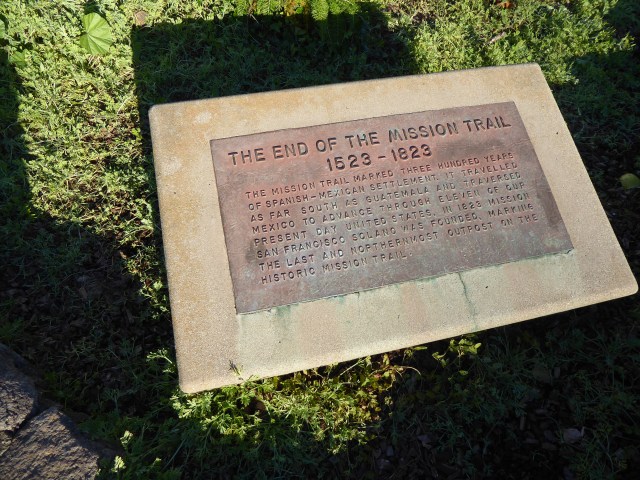 THE END OF THE MISSION TRAIL
1523 - 1823
THE MISSION TRAIL MARKED THREE HUNDRED YEARS
OF SPANISH-MEXICAN SETTLEMENT. IT TRAVELLED
AS FAR SOUTH AS GUATEMALA AND TRAVERSED
MEXICO TO ADVANCE THROUGH ELEVEN OF OUR
PRESENT DAY UNITED STATES. IN 1823 MISSION
SAN FRANCISCO SOLANO WAS FOUNDED, MARKING
THE LAST AND NORTHERNMOST OUTPOST ON THE
HISTORIC MISSION TRAIL.